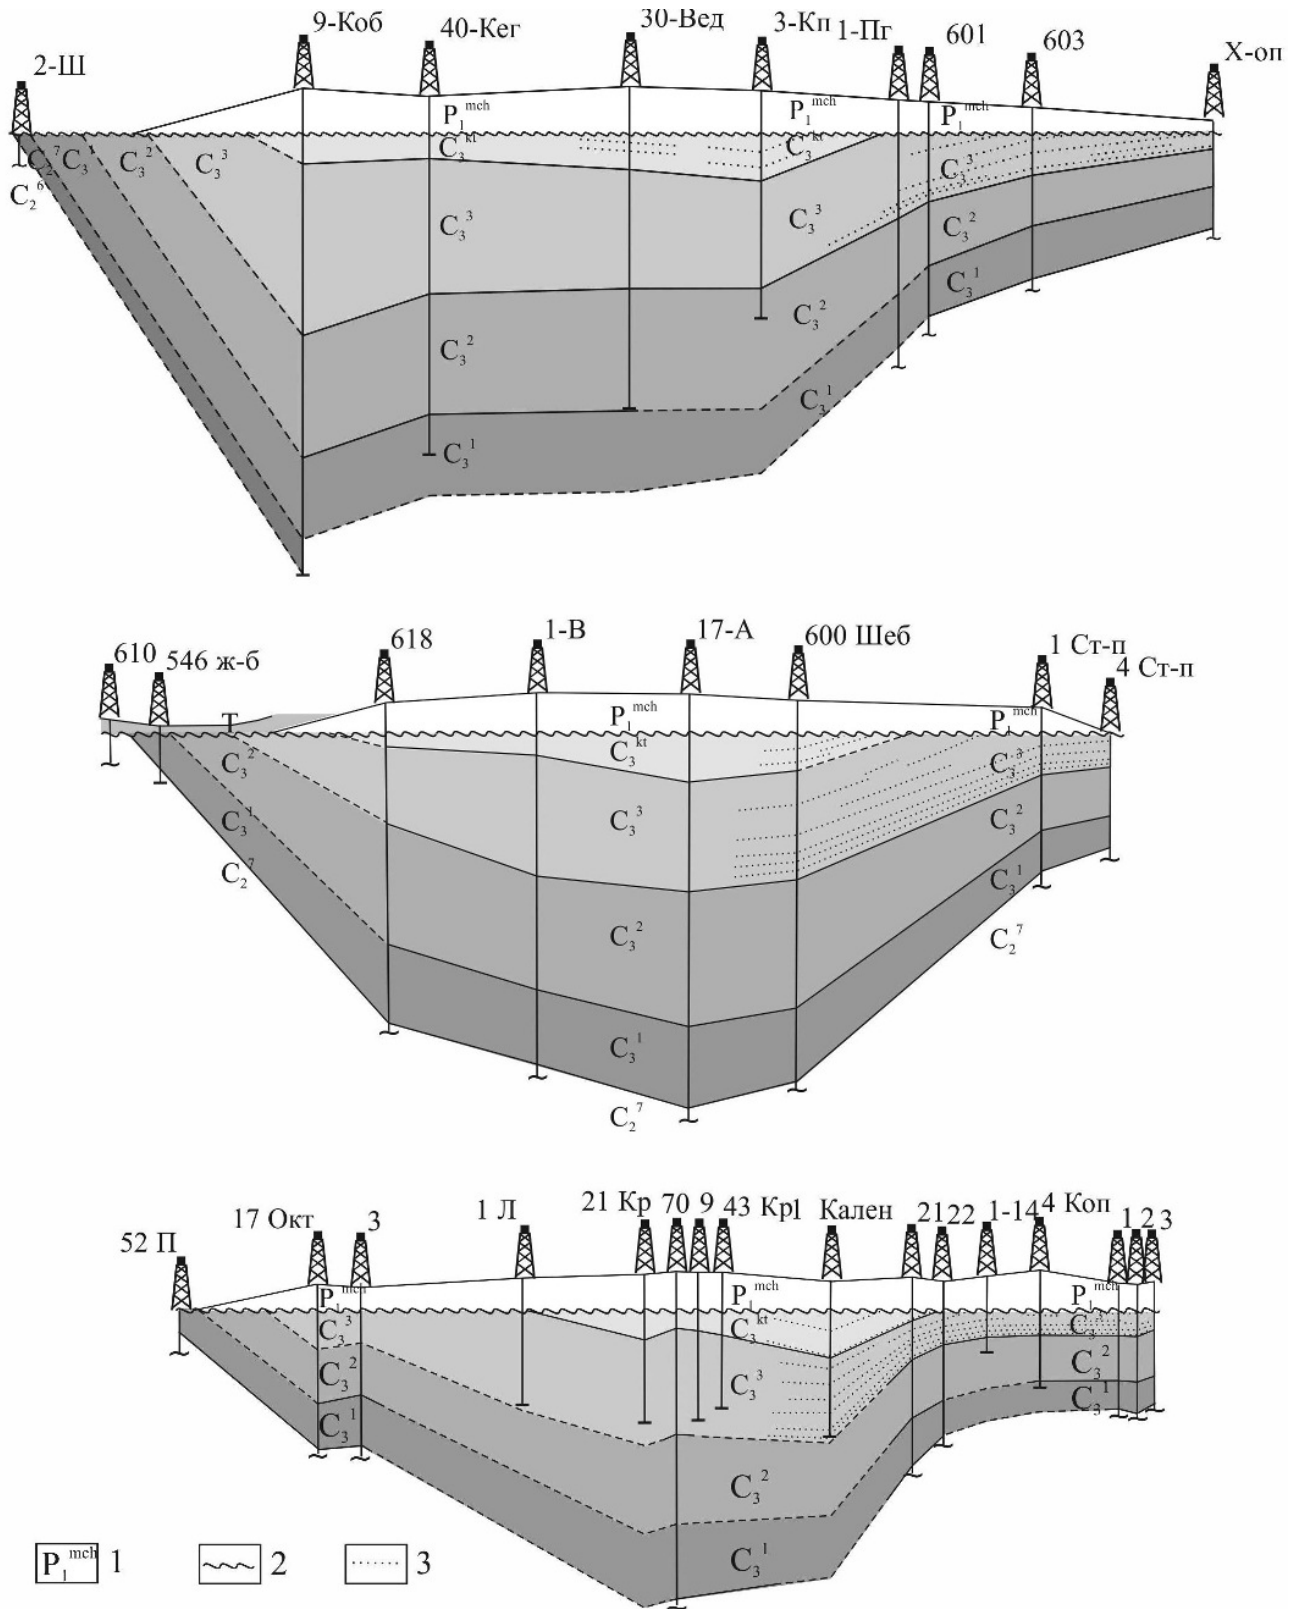 2-Ш 9-Коб 40-Кег 30-Вед 3-Кп 1-Пг 601 603 Х-оп
P₁ᵐᶜʰ P₁ᵐᶜʰ P₁ᵐᶜʰ
C₂⁷ C₃¹ C₃² C₃³ C₃ᵏᵗ C₃ᵏᵗ C₃³
C₂⁶
C₃³ C₃³ C₃²
C₃¹
C₃² C₃²
C₃¹ C₃¹
610 546 ж-б 618 1-В 17-А 600 Шеб 1 Ст-п 4 Ст-п
T P₁ᵐᶜʰ P₁ᵐᶜʰ
C₃² C₃ᵏᵗ C₃³
C₃¹ C₃³ C₃²
C₂⁷ C₃¹
C₃² C₂⁷
C₃¹
C₂⁷
52 П 17 Окт 3 1 Л 21 Кр 70 9 43 Кр1 Кален 21 22 1-14 4 Коп 1 2 3
P₁ᵐᶜʰ P₁ᵐᶜʰ P₁ᵐᶜʰ
C₃³ C₃ᵏᵗ C₃³
C₃² C₃³ C₃²
C₃¹ C₃¹
C₃²
C₃¹
P₁ᵐᶜʰ 1 2 3